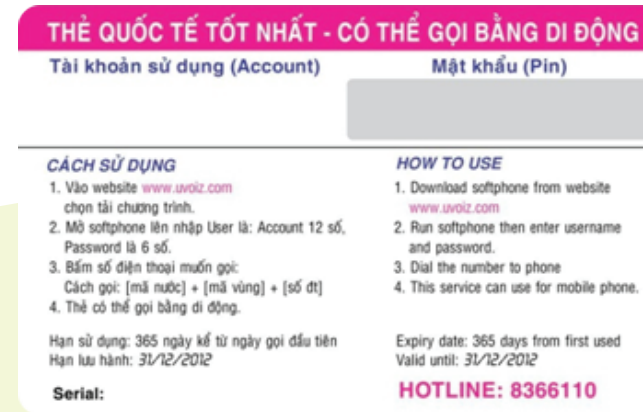 THẺ QUỐC TẾ TỐT NHẤT - CÓ THỂ GỌI BẰNG DI ĐỘNG
Tài khoản sử dụng (Account)
Mật khẩu (Pin)
CÁCH SỬ DỤNG
1. Vào website www.uvoiz.com
chọn tải chương trình.
2. Mở softphone lên nhập User là: Account 12 số,
Password là 6 số.
3. Bấm số điện thoại muốn gọi:
Cách gọi: [mã nước] + [mã vùng] + [số đt]
4. Thẻ có thể gọi bằng di động.
Hạn sử dụng: 365 ngày kể từ ngày gọi đầu tiên
Hạn lưu hành: 31/12/2012
Serial:
HOW TO USE
1. Download softphone from website
www.uvoiz.com
2. Run softphone then enter username
and password.
3. Dial the number to phone
4. This service can use for mobile phone.
Expiry date: 365 days from first used
Valid until: 31/12/2012
HOTLINE: 8366110